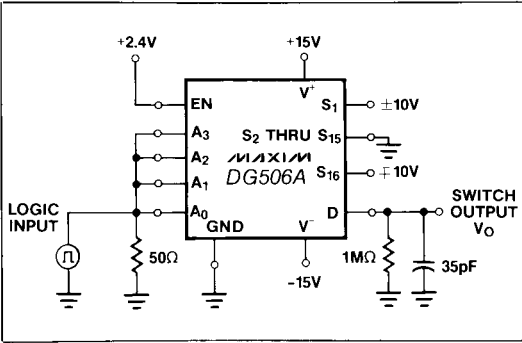 +2.4V
+15V
EN
V+
S1
±10V
A3
S2 THRU S15
A2
MAXIM
A1
DG506A
S16
∓10V
A0
LOGIC
INPUT
GND
V−
D
SWITCH
OUTPUT
VO
50Ω
−15V
1MΩ
35pF